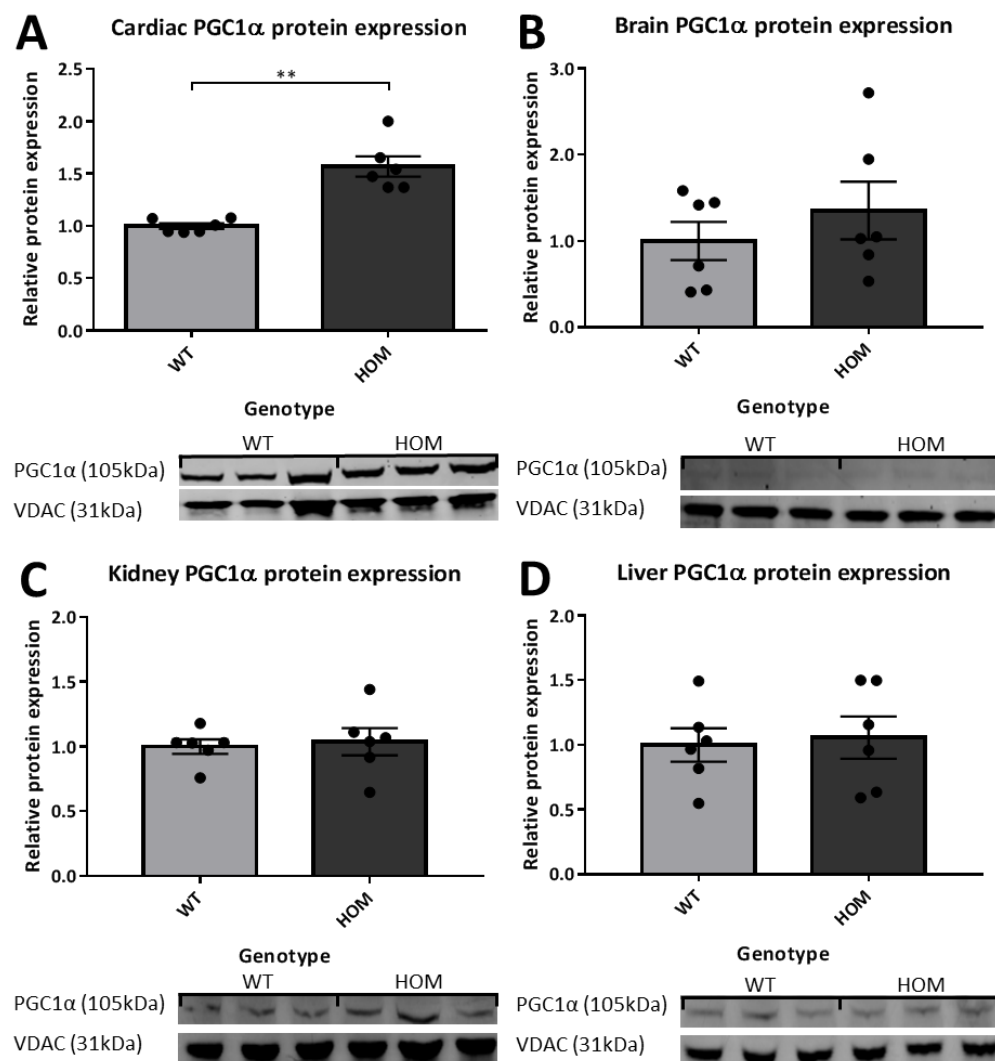 A
Cardiac PGC1α protein expression
Relative protein expression
2.5
2.0
1.5
1.0
0.5
0.0
**
WT
HOM
Genotype
WT
HOM
PGC1α (105kDa)
VDAC (31kDa)
B
Brain PGC1α protein expression
Relative protein expression
3.0
2.0
1.0
0.0
WT
HOM
Genotype
WT
HOM
PGC1α (105kDa)
VDAC (31kDa)
C
Kidney PGC1α protein expression
Relative protein expression
2.0
1.5
1.0
0.5
0.0
WT
HOM
Genotype
WT
HOM
PGC1α (105kDa)
VDAC (31kDa)
D
Liver PGC1α protein expression
Relative protein expression
2.0
1.5
1.0
0.5
0.0
WT
HOM
Genotype
WT
HOM
PGC1α (105kDa)
VDAC (31kDa)